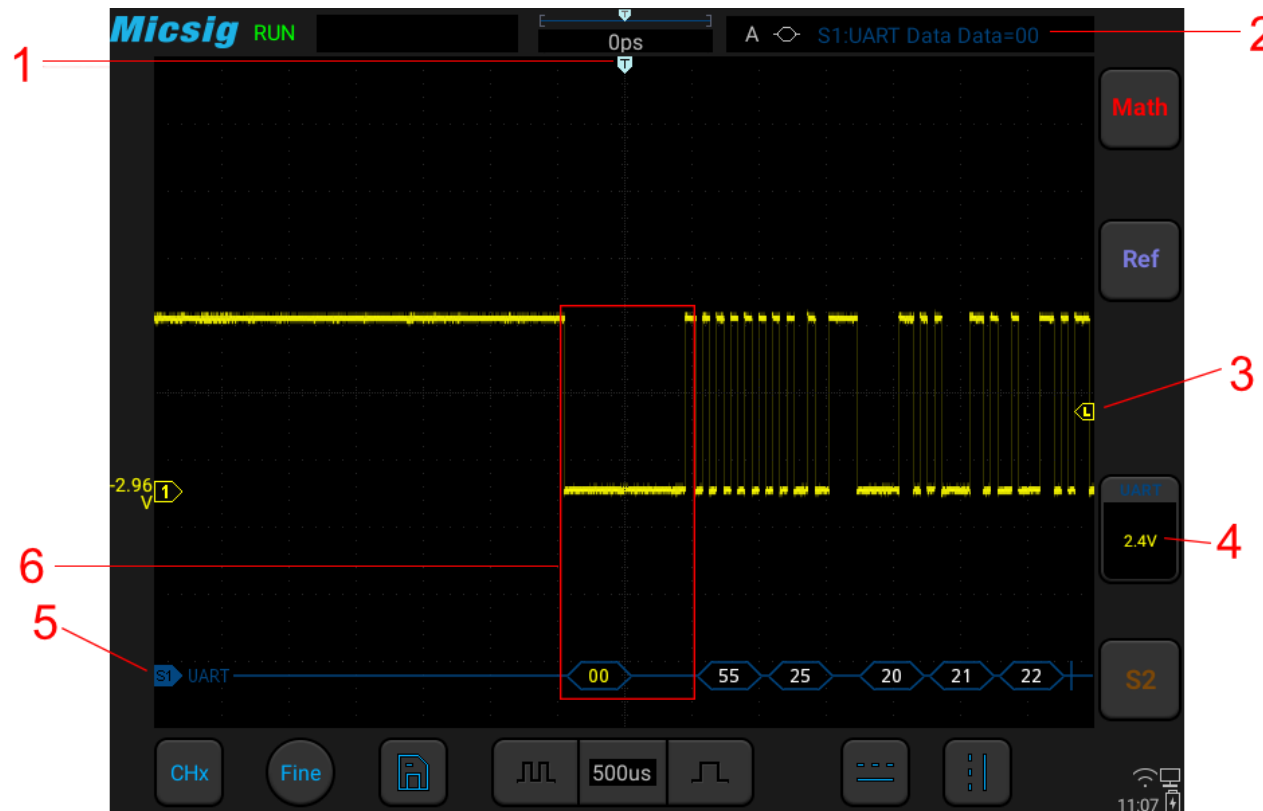 Micsig RUN
T
0ps
A S1:UART Data Data=00
2
1
T
Math
Ref
3
L
-2.96
V
1
UART
2.4V
4
6
5
S1 UART 00 55 25 20 21 22
S2
CHx Fine 500us
11:07